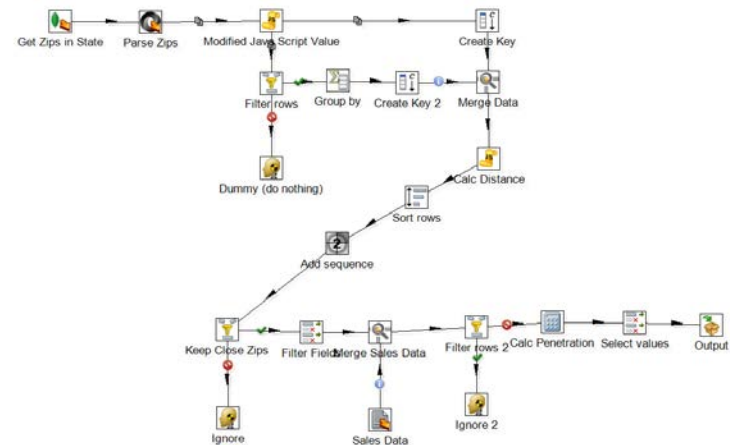 Get Zips in State
Parse Zips
Modified Java Script Value
Create Key
Filter rows
Group by
Create Key 2
Merge Data
Dummy (do nothing)
Calc Distance
Sort rows
2
Add sequence
Keep Close Zips
Filter Fields
Merge Sales Data
Filter rows 2
Calc Penetration
Select values
Output
Ignore
Sales Data
Ignore 2